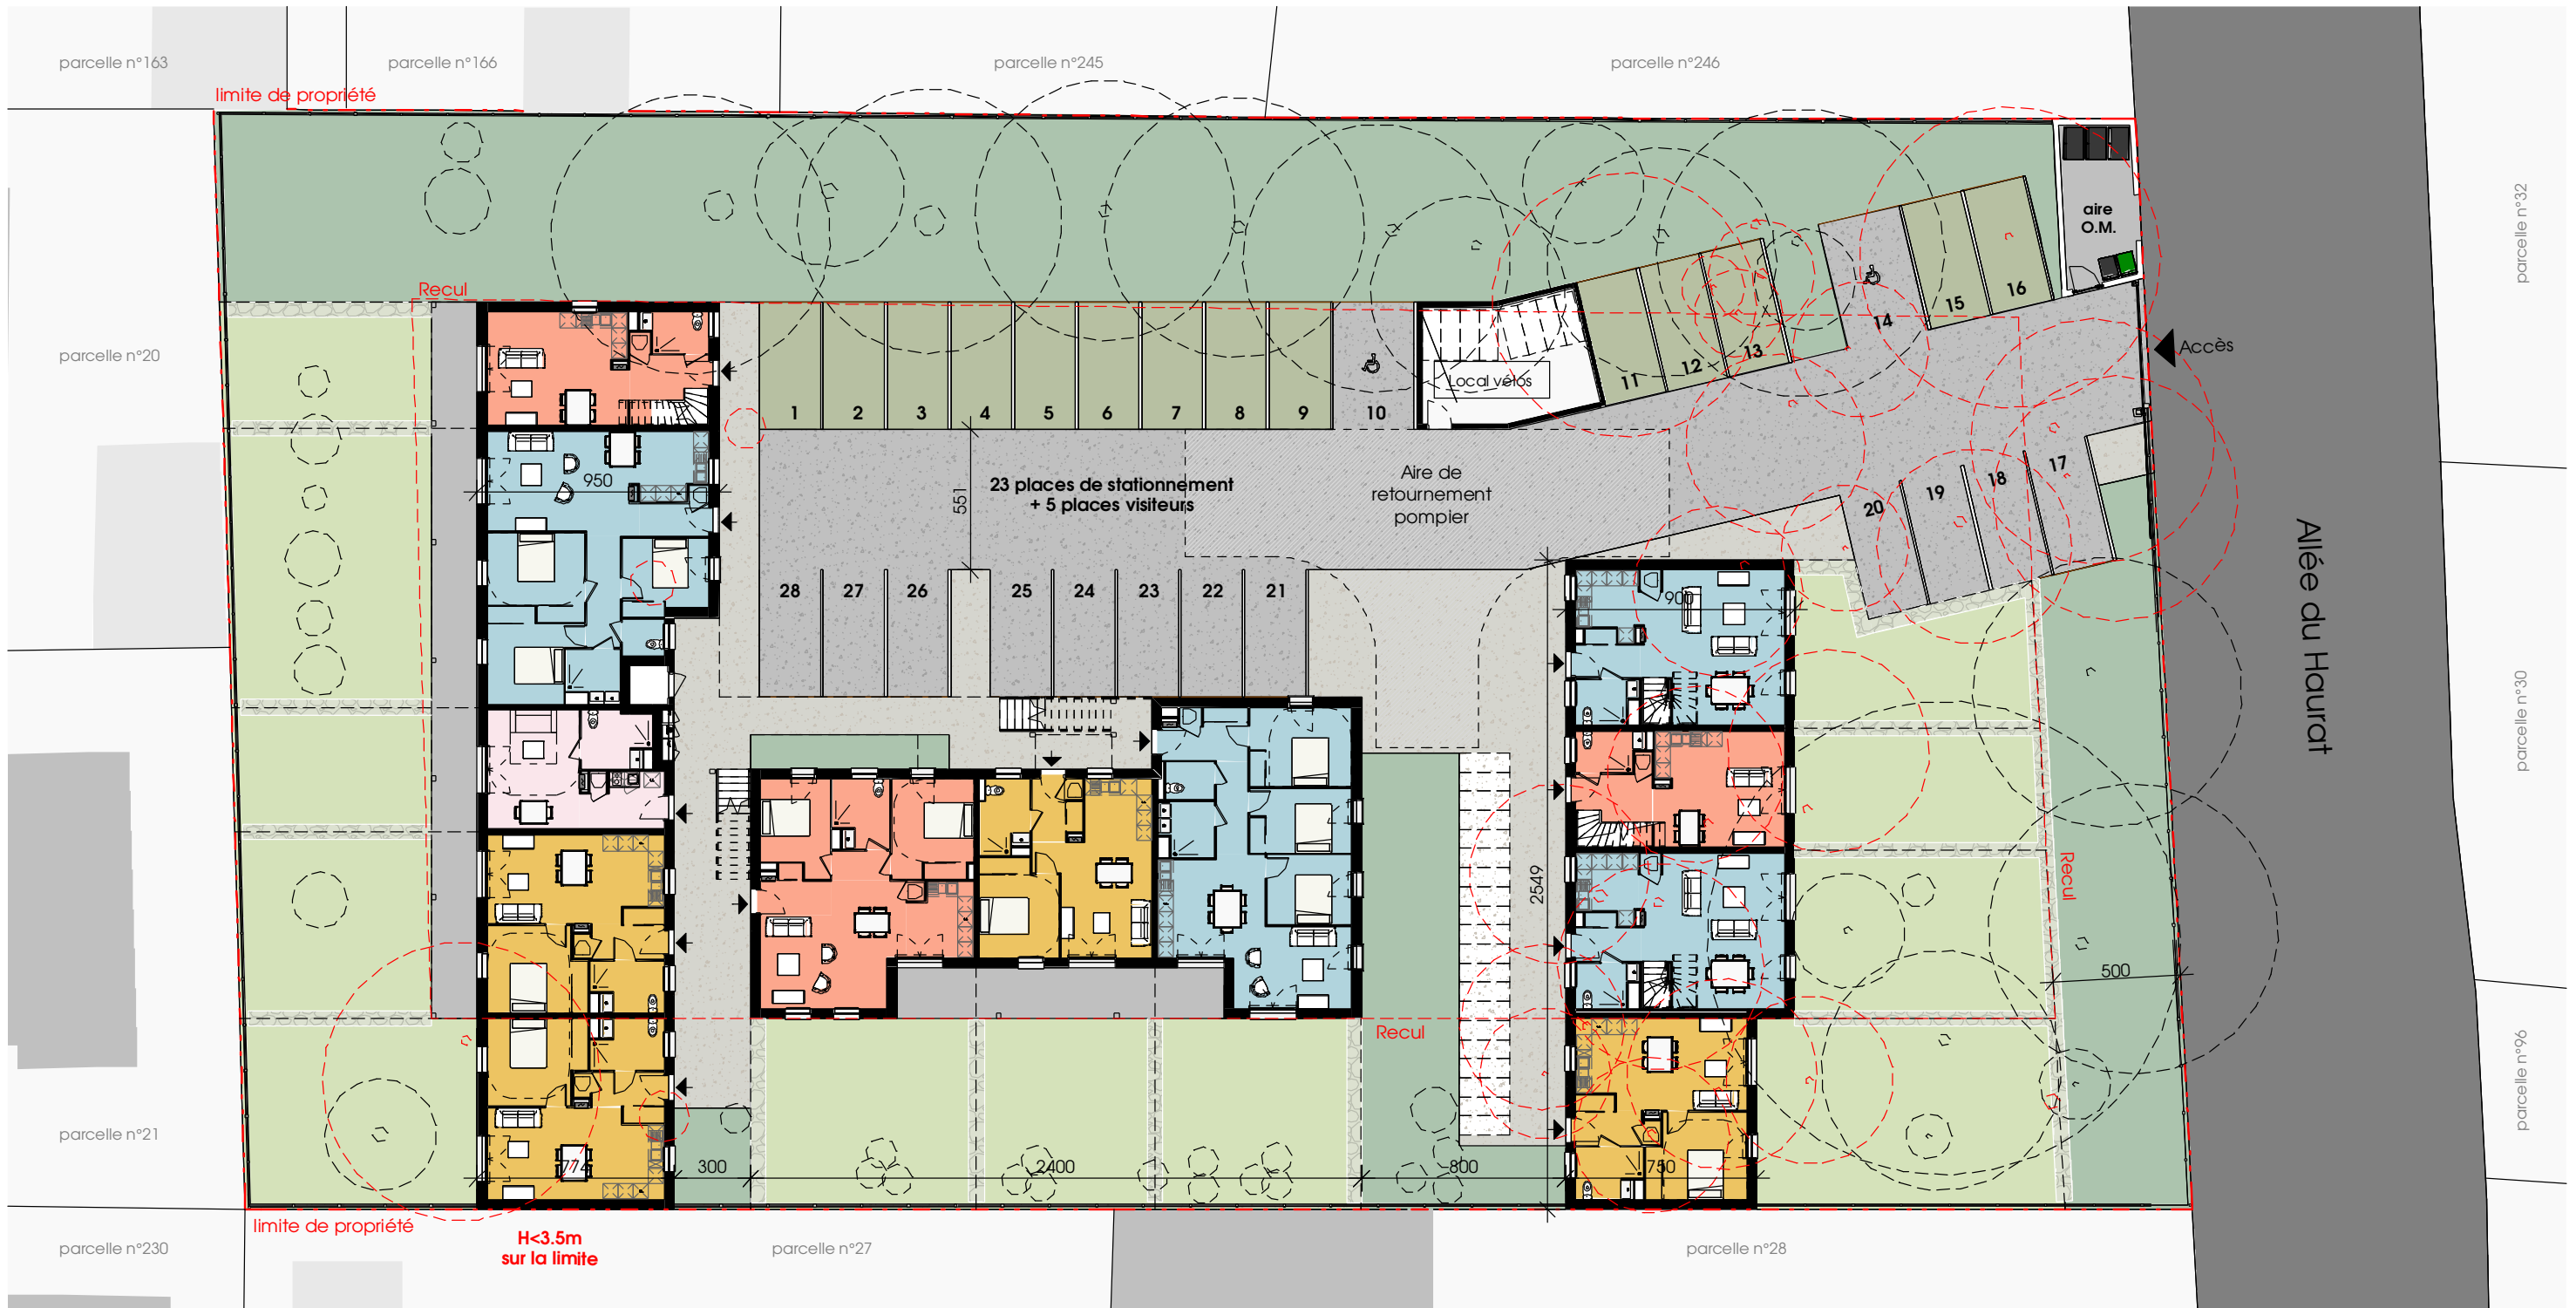 parcelle n°163
parcelle n°166
parcelle n°245
parcelle n°246
limite de propriété
parcelle n°32
aire
O.M.
Recul
15
16
14
Accès
parcelle n°20
13
12
11
Local vélos
1
2
3
4
5
6
7
8
9
10
950
551
23 places de stationnement
+ 5 places visiteurs
Aire de
retournement
pompier
17
18
19
20
Allée du Haurat
28
27
26
25
24
23
22
21
900
parcelle n°30
2549
Recul
500
Recul
parcelle n°96
parcelle n°21
774
300
2400
800
750
limite de propriété
H<3.5m
sur la limite
parcelle n°230
parcelle n°27
parcelle n°28